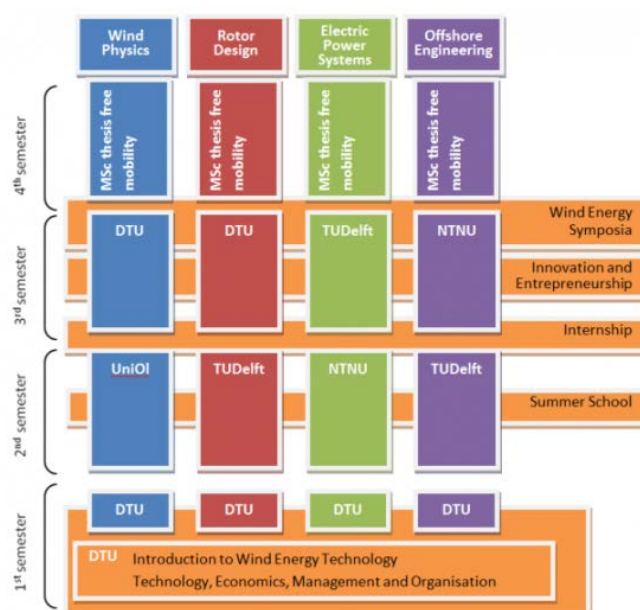 Wind
Physics
Rotor
Design
Electric
Power
Systems
Offshore
Engineering
4th semester
MSc thesis free
mobility
MSc thesis free
mobility
MSc thesis free
mobility
MSc thesis free
mobility
Wind Energy
Symposia
3rd semester
DTU
DTU
TUDelft
NTNU
Innovation and
Entrepreneurship
Internship
2nd semester
UniOl
TUDelft
NTNU
TUDelft
Summer School
1st semester
DTU
DTU
DTU
DTU
DTU Introduction to Wind Energy Technology
Technology, Economics, Management and Organisation